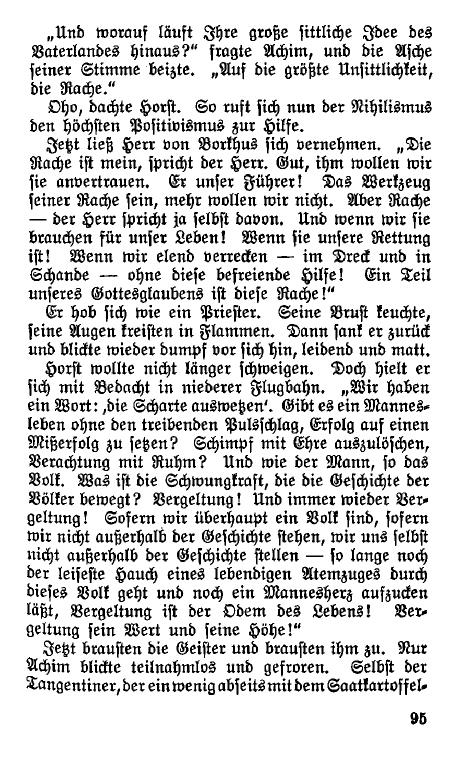 „Und worauf läuft Ihre große sittliche Idee des
Vaterlandes hinaus?“ fragte Achim, und die Asche
seiner Stimme beizte. „Auf die größte Unsittlichkeit,
die Rache.“
Oho, dachte Horst. So ruft sich nun der Nihilismus
den höchsten Positivismus zur Hilfe.
Jetzt ließ Herr von Borkhus sich vernehmen. „Die
Rache ist mein, spricht der Herr. Gut, ihm wollen wir
sie anvertrauen. Er unser Führer! Das Werkzeug
seiner Rache sein, mehr wollen wir nicht. Aber Rache
— der Herr spricht ja selbst davon. Und wenn wir sie
brauchen für unser Leben! Wenn sie unsere Rettung
ist! Wenn wir elend verrecken — im Dreck und in
Schande — ohne diese befreiende Hilfe! Ein Teil
unseres Gottesglaubens ist diese Rache!“
Er hob sich wie ein Priester. Seine Brust keuchte,
seine Augen kreisten in Flammen. Dann sank er zurück
und blickte wieder dumpf vor sich hin, leidend und matt.
Horst wollte nicht länger schweigen. Doch hielt er
sich mit Bedacht in niederer Flugbahn. „Wir haben
ein Wort: ‚die Scharte auswetzen‘. Gibt es ein Mannes-
leben ohne den treibenden Pulsschlag, Erfolg auf einen
Mißerfolg zu setzen? Schimpf mit Ehre auszulöschen,
Verachtung mit Ruhm? Und wie der Mann, so das
Volk. Was ist die Schwungkraft, die die Geschichte der
Völker bewegt? Vergeltung! Und immer wieder Ver-
geltung! Sofern wir überhaupt ein Volk sind, sofern
wir nicht außerhalb der Geschichte stehen, wir uns selbst
nicht außerhalb der Geschichte stellen — so lange noch
der leiseste Hauch eines lebendigen Atemzuges durch
dieses Volk geht und noch ein Mannesherz aufzucken
läßt, Vergeltung ist der Odem des Lebens! Ver-
geltung sein Wert und seine Höhe!“
Jetzt brausten die Geister und brausten ihm zu. Nur
Achim blickte teilnahmlos und gefroren. Selbst der
Tangentiner, der ein wenig abseits mit dem Saatkartoffel-
95